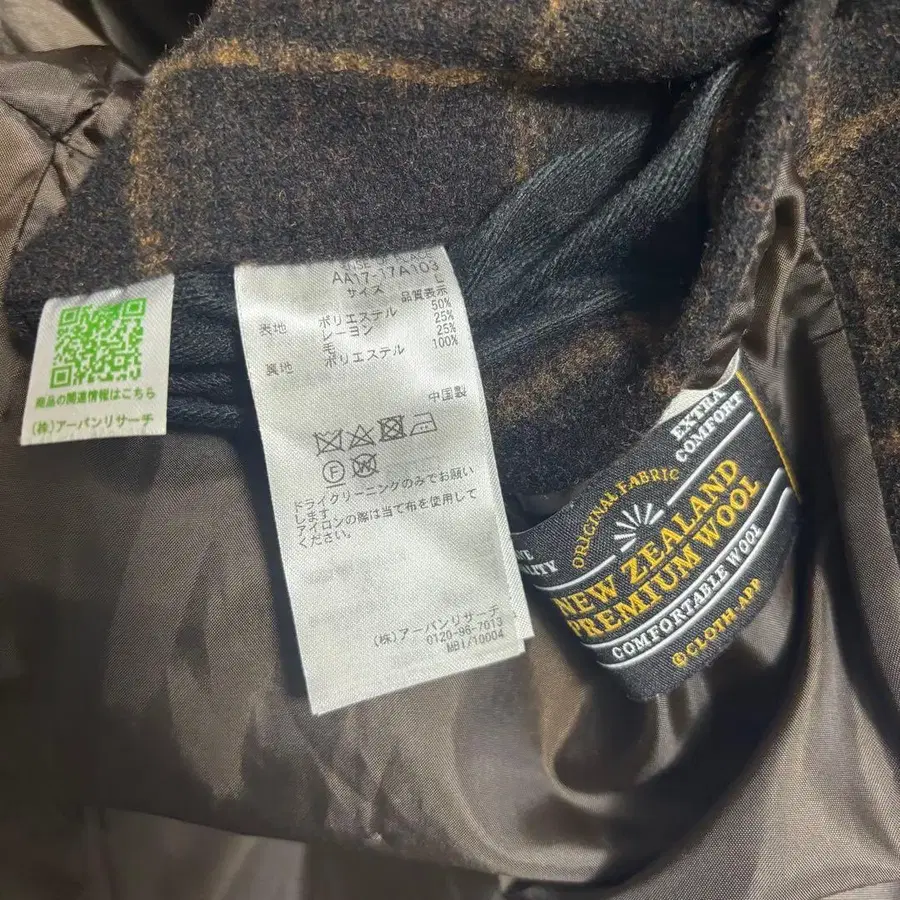 商品の関連情報はこちら
(株)アーバンリサーチ
SENSE OF PLACE
AA17-17A103
サイズ L
品質表示
表地 ポリエステル 50%
レーヨン 25%
毛 25%
裏地 ポリエステル 100%
中国製
F W
ドライクリーニングのみでお願い
します
アイロンの際は当て布を使用して
ください。
(株)アーバンリサーチ
0120-96-7013
MBI/10004
EXTRA
COMFORT
ORIGINAL FABRIC
NEW ZEALAND
PREMIUM WOOL
COMFORTABLE WOOL
©CLOTH-APP